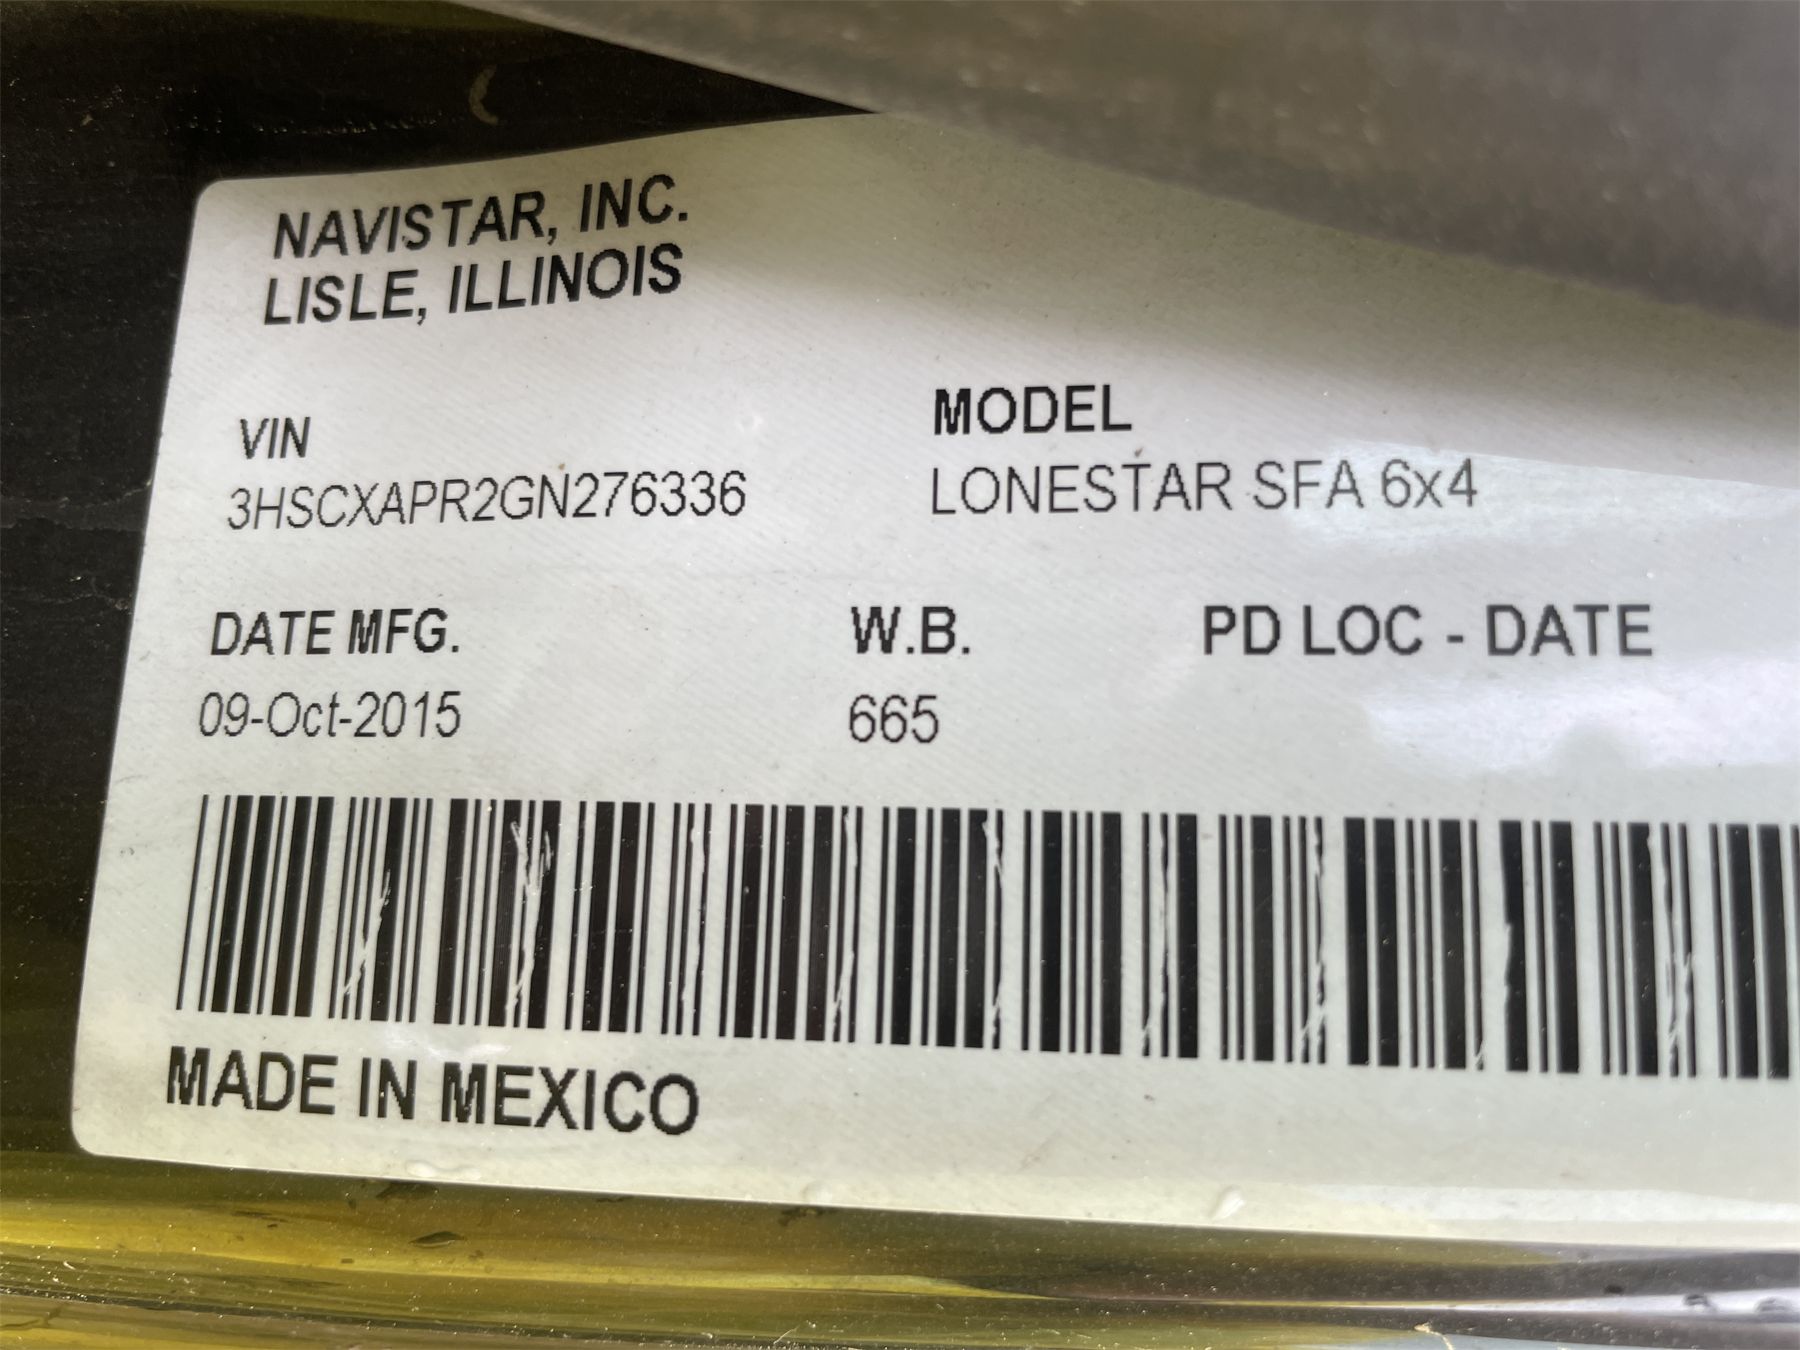 NAVISTAR, INC.
LISLE, ILLINOIS
VIN
3HSCXAPR2GN276336
MODEL
LONESTAR SFA 6x4
DATE MFG.
09-Oct-2015
W.B.
665
PD LOC - DATE
MADE IN MEXICO